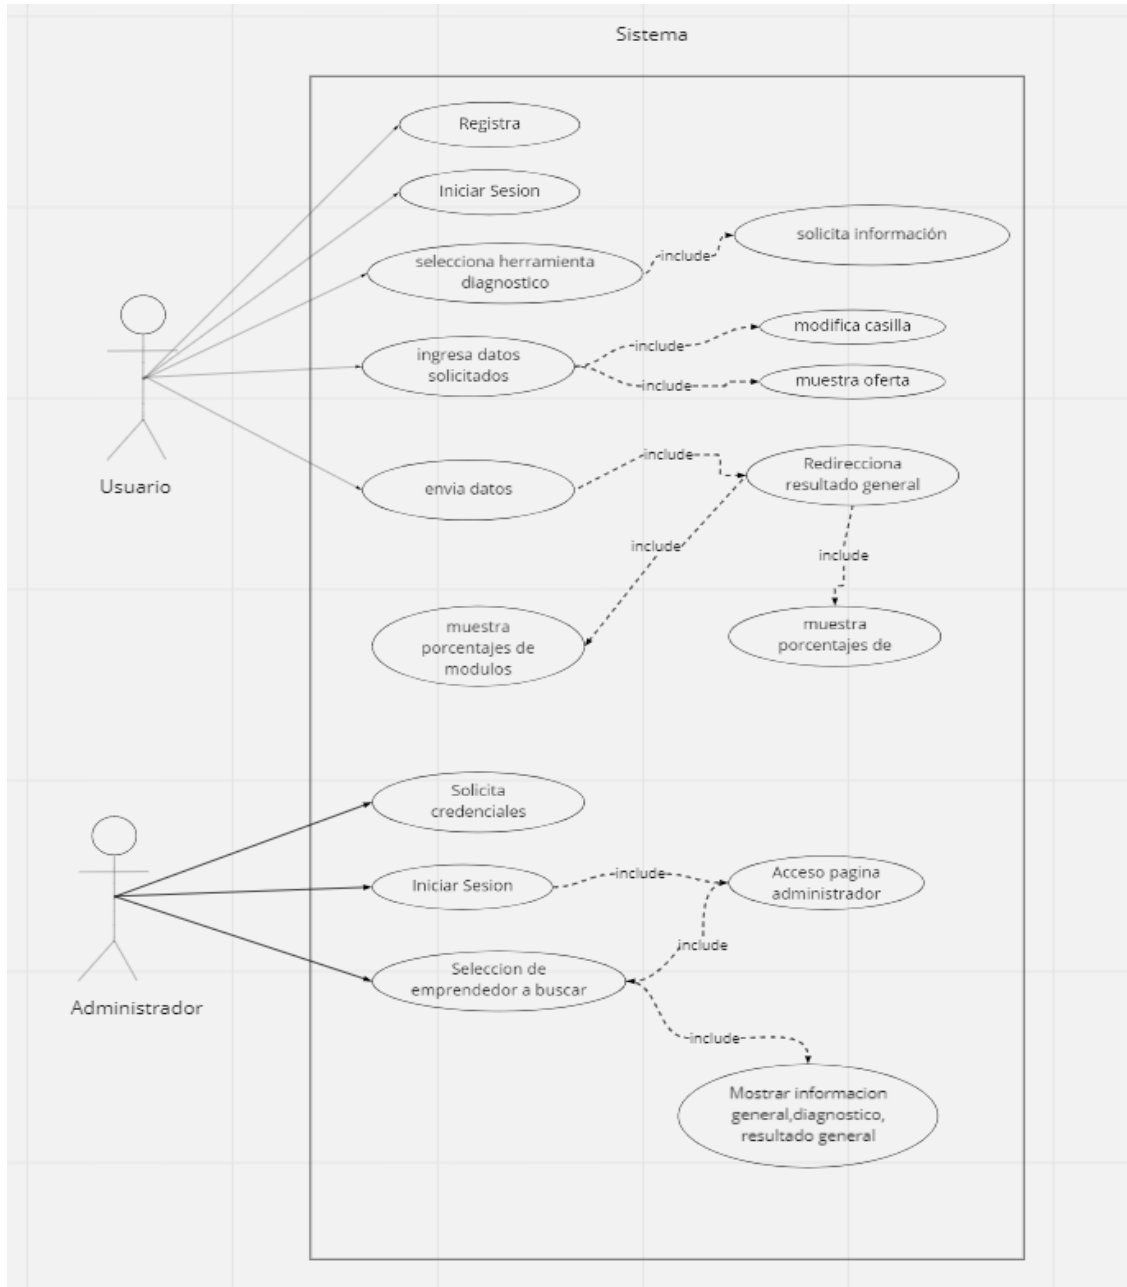 Sistema
Registra
Iniciar Sesion
selecciona herramienta
diagnostico
include
solicita información
ingresa datos
solicitados
include
modifica casilla
include
muestra oferta
Usuario
envia datos
include
Redirecciona
resultado general
include
include
muestra
porcentajes de
modulos
muestra
porcentajes de
Solicita
credenciales
Iniciar Sesion
include
Acceso pagina
administrador
include
Seleccion de
emprendedor a buscar
Administrador
include
Mostrar informacion
general,diagnostico,
resultado general